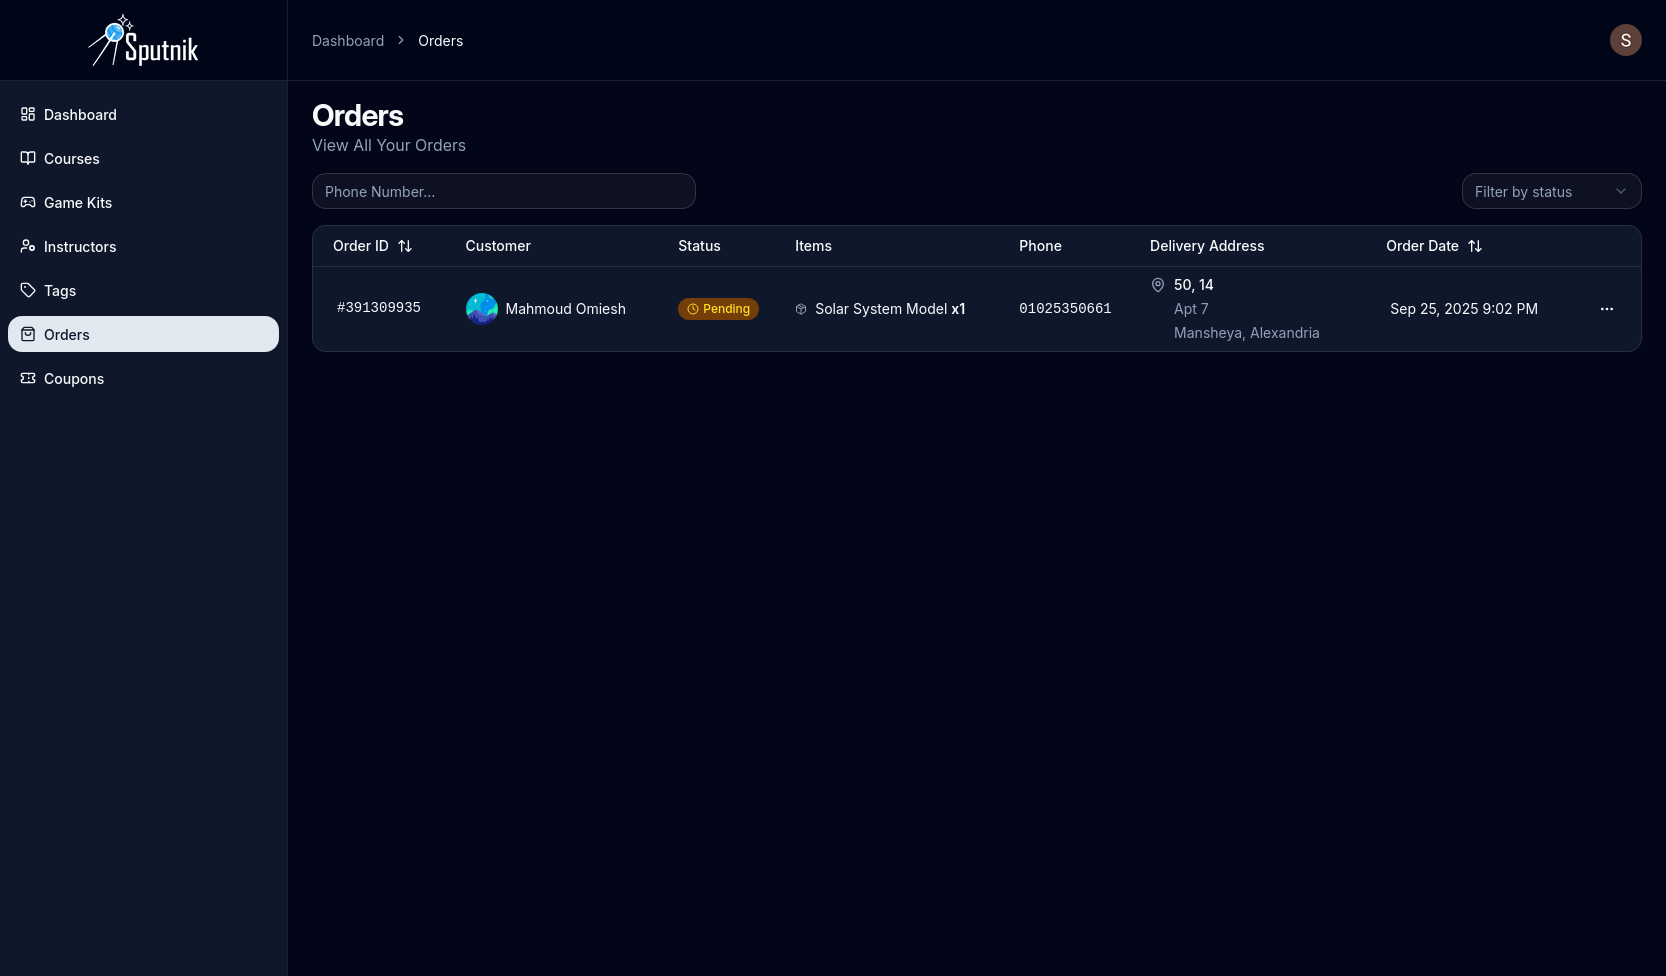 Sputnik
Dashboard > Orders
S
Dashboard
Courses
Game Kits
Instructors
Tags
Orders
Coupons
Orders
View All Your Orders
Phone Number...
Filter by status
Order ID Customer Status Items Phone Delivery Address Order Date
#391309935 Mahmoud Omiesh Pending Solar System Model x1 01025350661 50, 14
Apt 7
Mansheya, Alexandria
Sep 25, 2025 9:02 PM